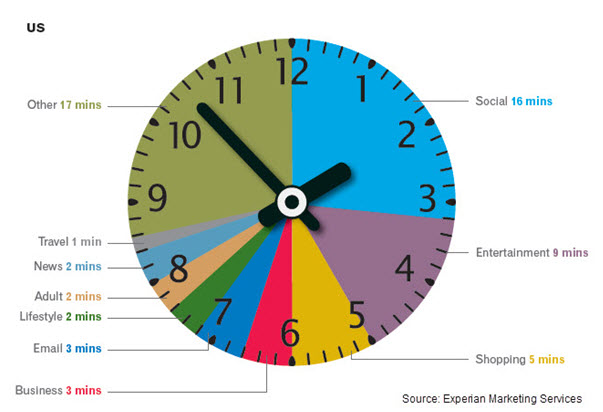 US
12
11
1
10
2
9
3
8
4
7
5
6
Other 17 mins
Social 16 mins
Travel 1 min
News 2 mins
Entertainment 9 mins
Adult 2 mins
Lifestyle 2 mins
Email 3 mins
Shopping 5 mins
Business 3 mins
Source: Experian Marketing Services